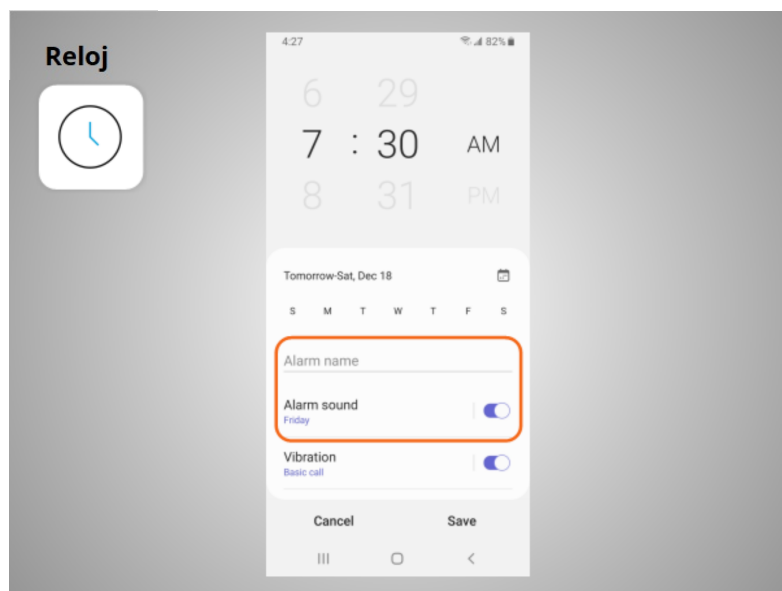 Reloj
4:27
82%
6 29
7 : 30 AM
8 31 PM
Tomorrow-Sat, Dec 18
S M T W T F S
Alarm name
Alarm sound
Friday
Vibration
Basic call
Cancel Save